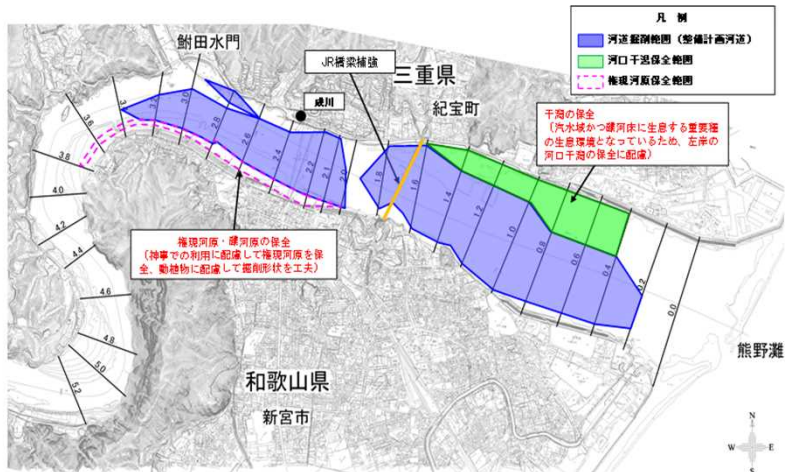 凡 例
河道掘削範囲（整備計画河道）
河口干潟保全範囲
権現河原保全範囲
鮒田水門
JR橋梁補強
三重県
紀宝町
成川
干潟の保全
（汽水域かつ礫河床に生息する重要種
の生息環境となっているため、左岸の
河口干潟の保全に配慮）
3.8
3.6
3.4
3.2
3.0
2.8
2.6
2.4
2.2
2.1
2.0
1.8
1.6
1.4
1.2
1.0
0.8
0.6
0.4
0.2
0.0
4.0
4.2
4.4
4.6
4.8
5.0
5.2
権現河原・礫河原の保全
（神事での利用に配慮して権現河原を保
全、動植物に配慮して掘削形状を工夫）
熊野灘
和歌山県
新宮市
N
W
E
S